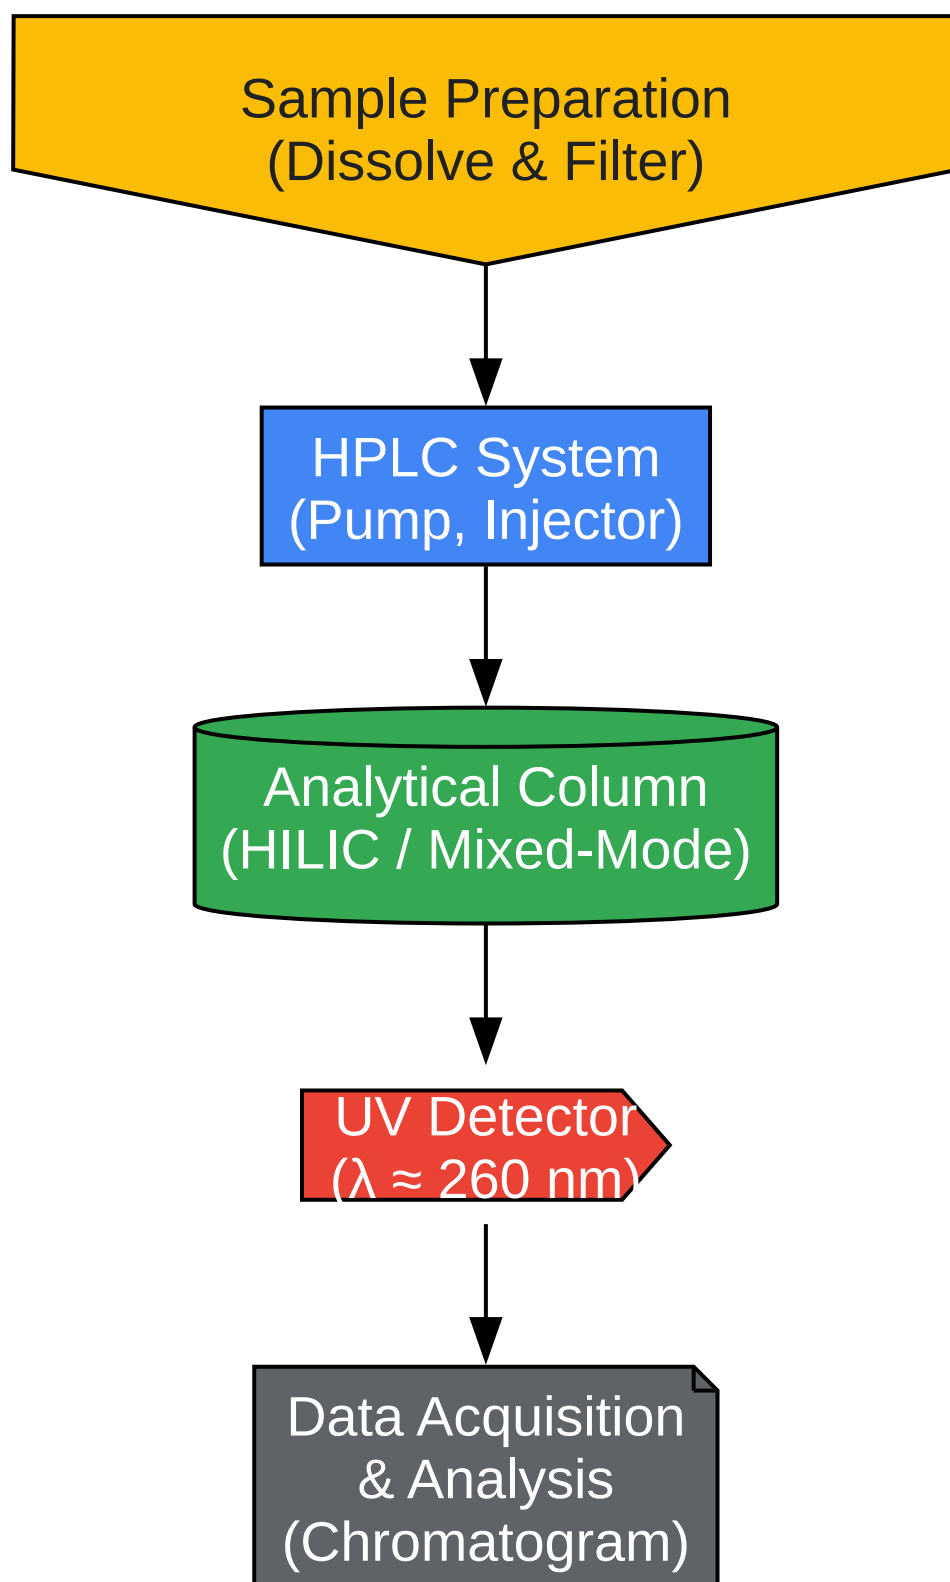 Sample Preparation
(Dissolve & Filter)
HPLC System
(Pump, Injector)
Analytical Column
(HILIC / Mixed-Mode)
UV Detector
(λ ≈ 260 nm)
Data Acquisition
& Analysis
(Chromatogram)